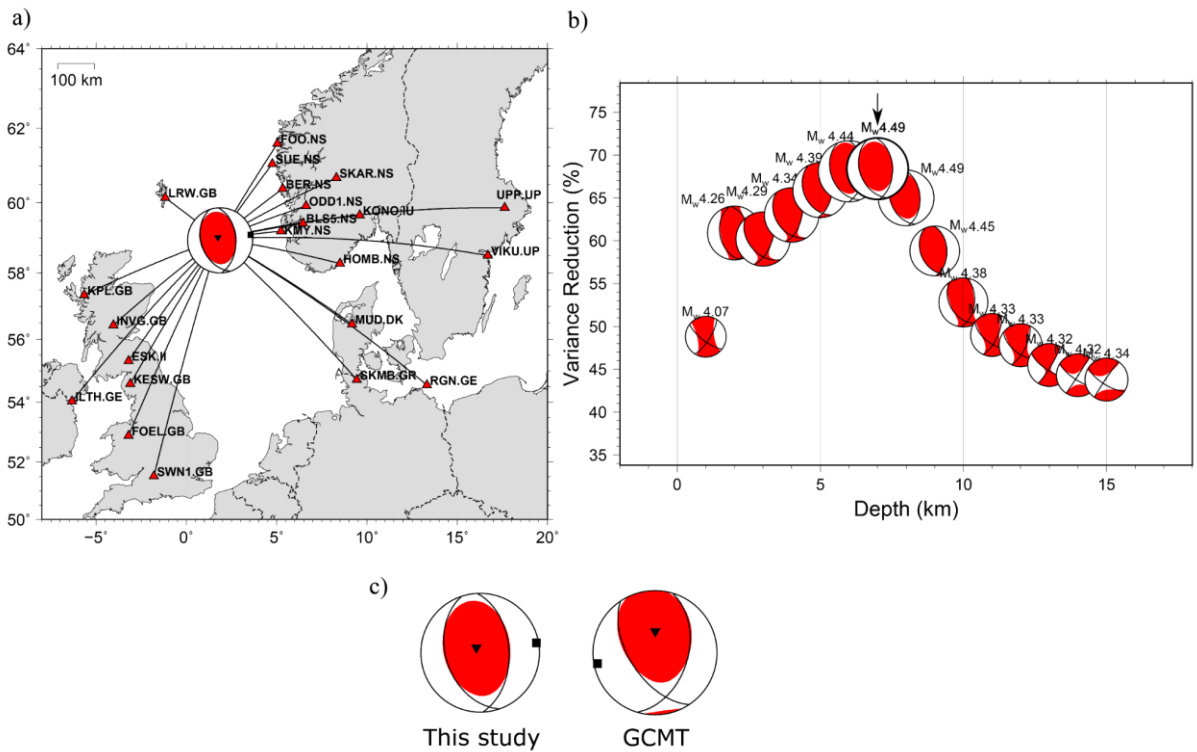 a)
64˚
62˚
60˚
58˚
56˚
54˚
52˚
50˚
−5˚ 0˚ 5˚ 10˚ 15˚ 20˚
100 km
FOO.NS
SUE.NS
SKAR.NS
BER.NS
LRW.GB
ODD1.NS
UPP.UP
KONO.IU
BLS5.NS
KMY.NS
VIKU.UP
HOMB.NS
KPL.GB
INVG.GB
MUD.DK
ESK.II
KESW.GB
SKMB.GR
RGN.GE
ILTH.GE
FOEL.GB
SWN1.GB
b)
Variance Reduction (%)
75
70
65
60
55
50
45
40
35
Mw 4.07
Mw 4.26
Mw 4.29
Mw 4.34
Mw 4.39
Mw 4.44
Mw 4.49
Mw 4.49
Mw 4.45
Mw 4.38
Mw 4.33
Mw 4.33
Mw 4.32
Mw 4.32
Mw 4.34
0 5 10 15
Depth (km)
c)
This study
GCMT